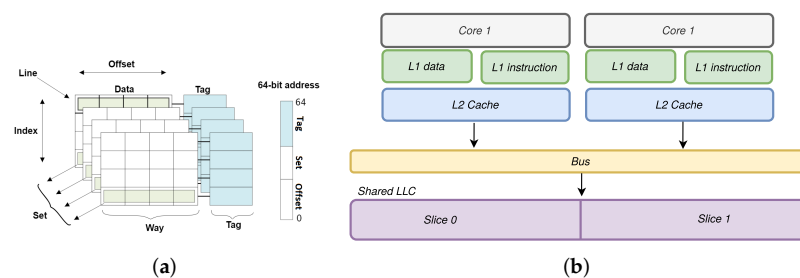 Offset
Line
Data
Tag
64-bit address
64
Tag
Index
Set
Set
Offset
0
Way
Tag
(a)
Core 1
Core 1
L1 data
L1 instruction
L1 data
L1 instruction
L2 Cache
L2 Cache
Bus
Shared LLC
Slice 0
Slice 1
(b)